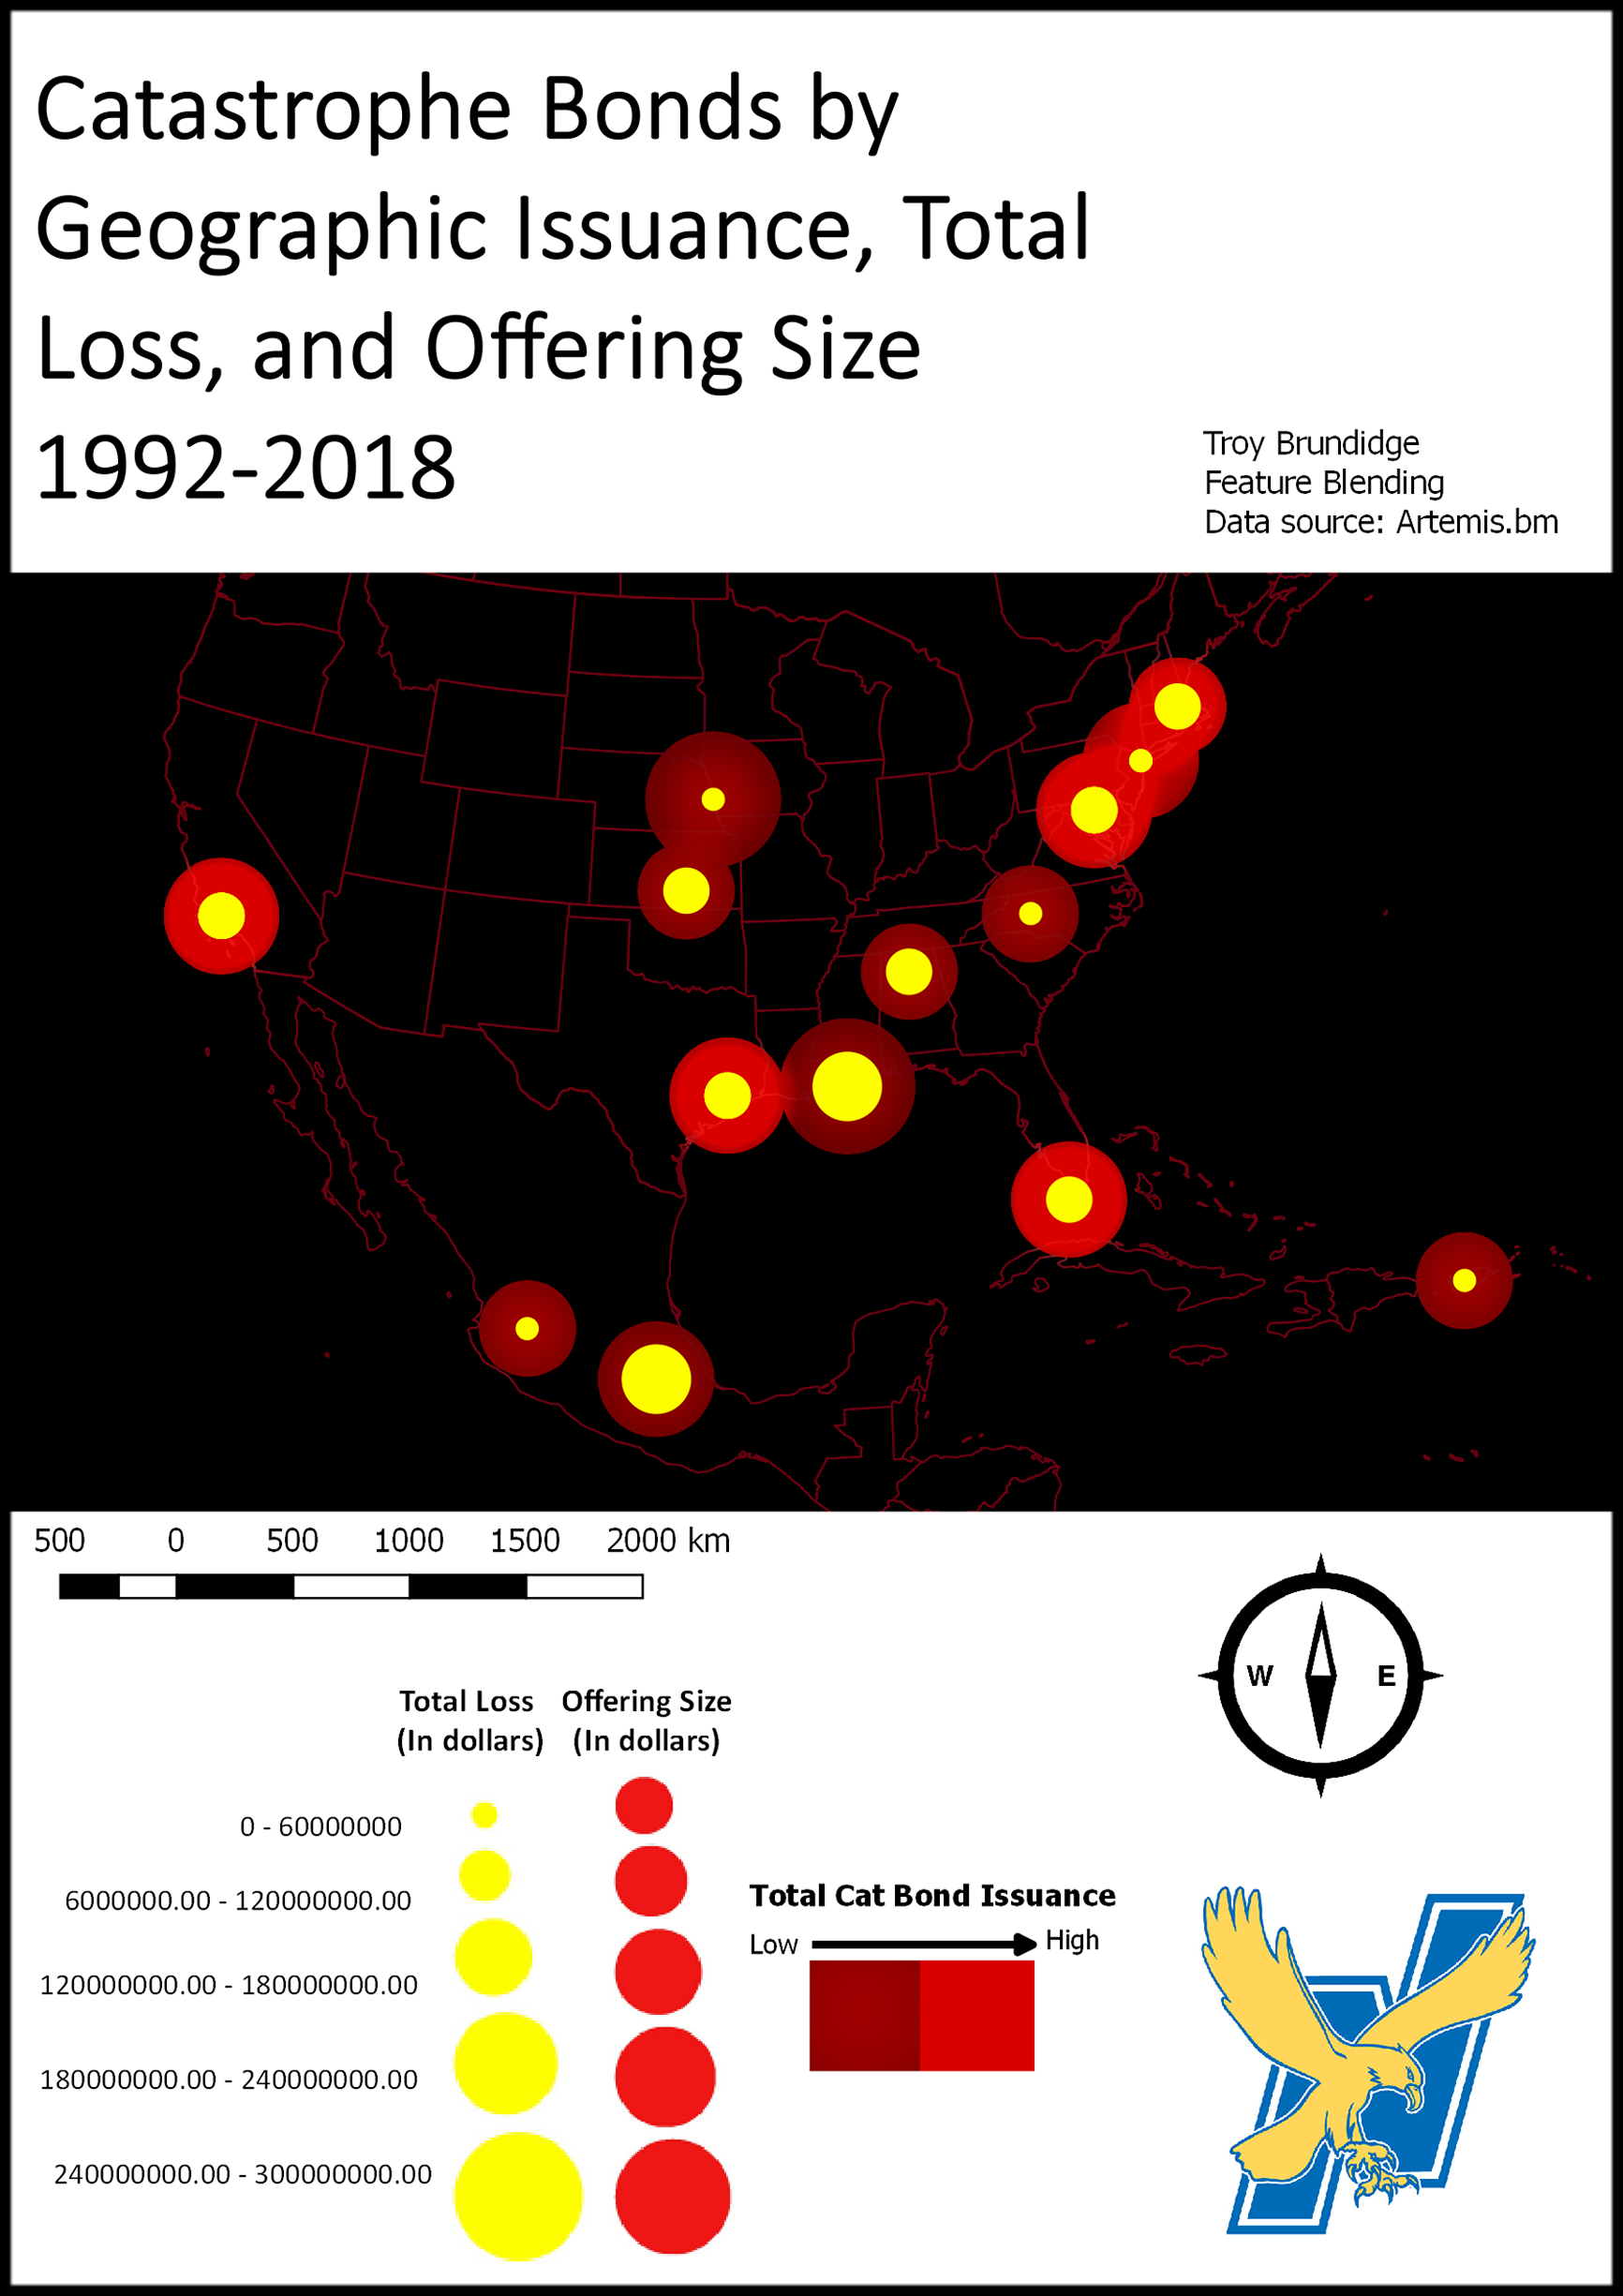 Catastrophe Bonds by
Geographic Issuance, Total
Loss, and Offering Size
1992-2018
Troy Brundidge
Feature Blending
Data source: Artemis.bm
500 0 500 1000 1500 2000 km
W E
Total Loss Offering Size
(In dollars) (In dollars)
0 - 60000000
6000000.00 - 120000000.00
120000000.00 - 180000000.00
180000000.00 - 240000000.00
240000000.00 - 300000000.00
Total Cat Bond Issuance
Low High